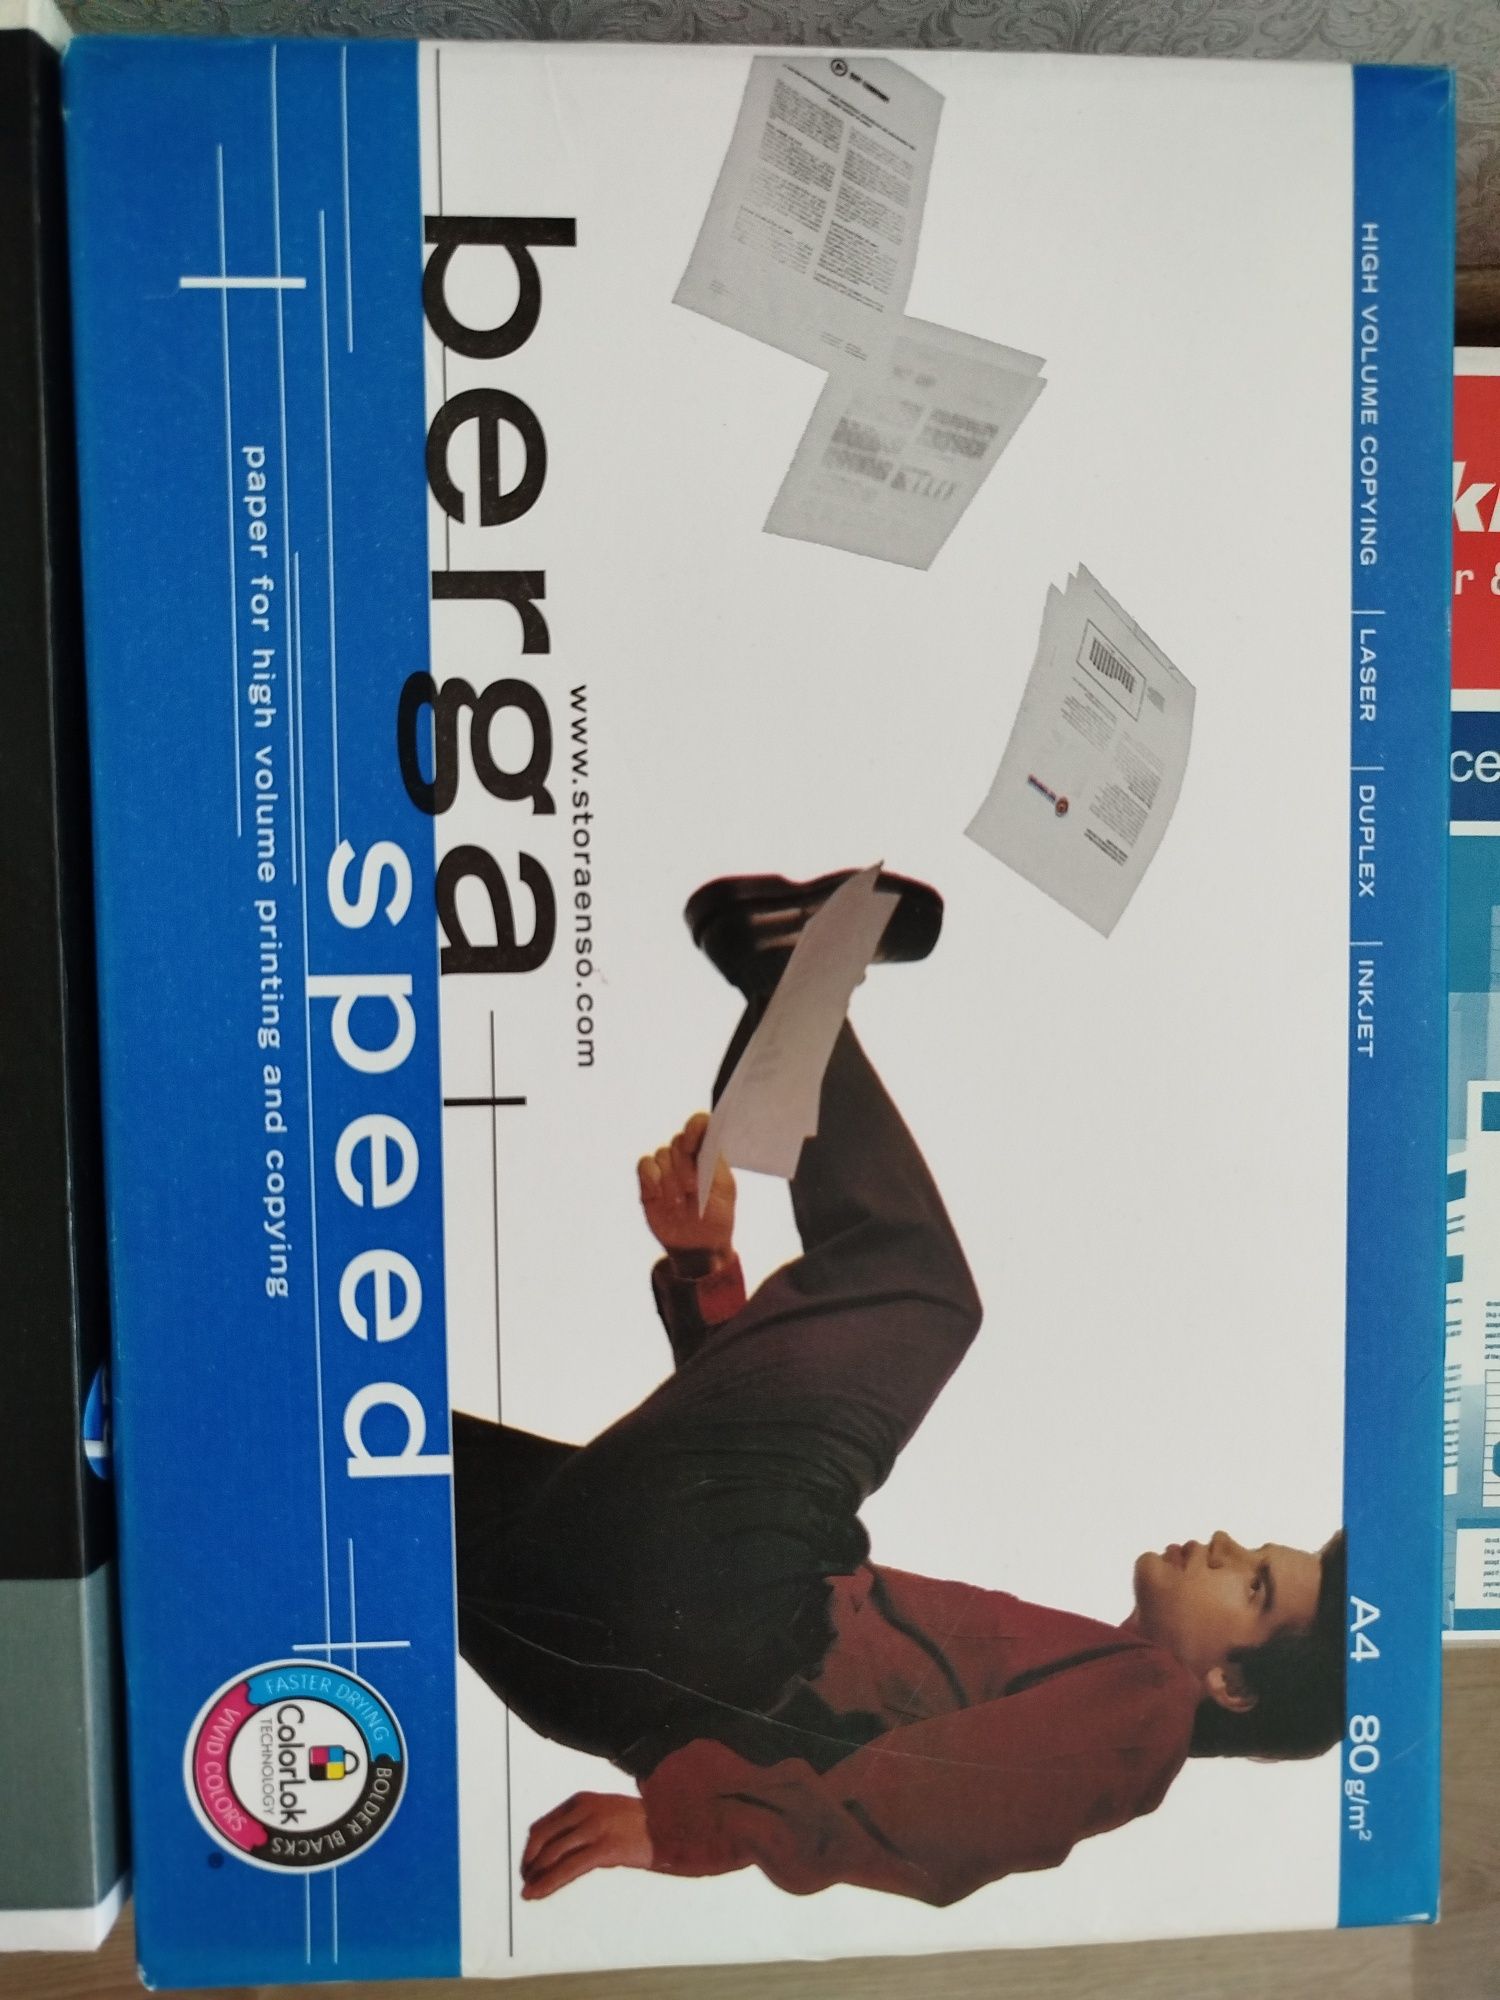 HIGH VOLUME COPYING | LASER | DUPLEX | INKJET
A4 80 g/m²
www.storaenso.com
berga
speed
paper for high volume printing and copying
FASTER DRYING
BOLDER BLACKS
VIVID COLORS
ColorLok
TECHNOLOGY
®